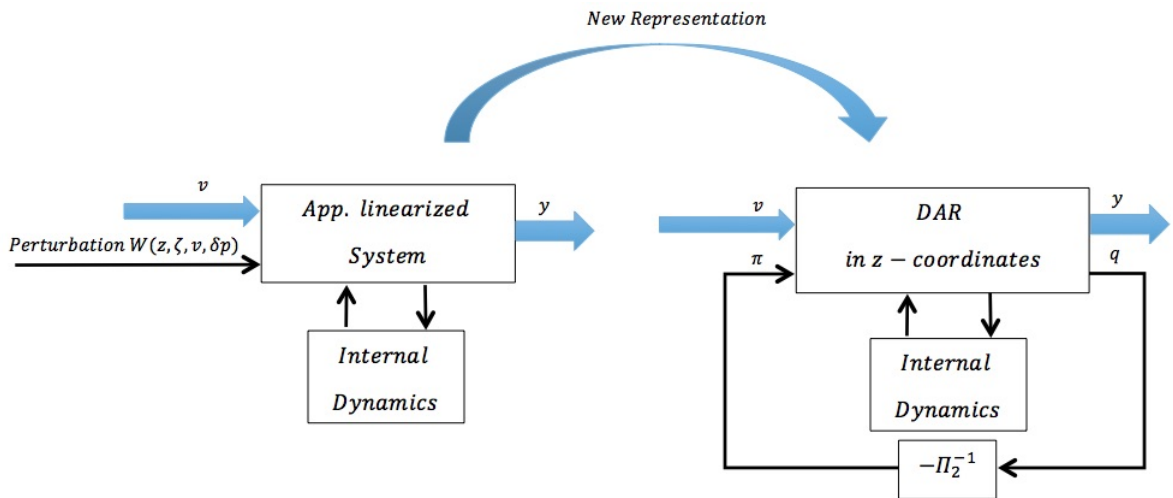 New Representation
v
Perturbation W(z, ζ, v, δp)
App. linearized
System
y
Internal
Dynamics
v
π
DAR
in z − coordinates
y
q
Internal
Dynamics
−Π₂⁻¹